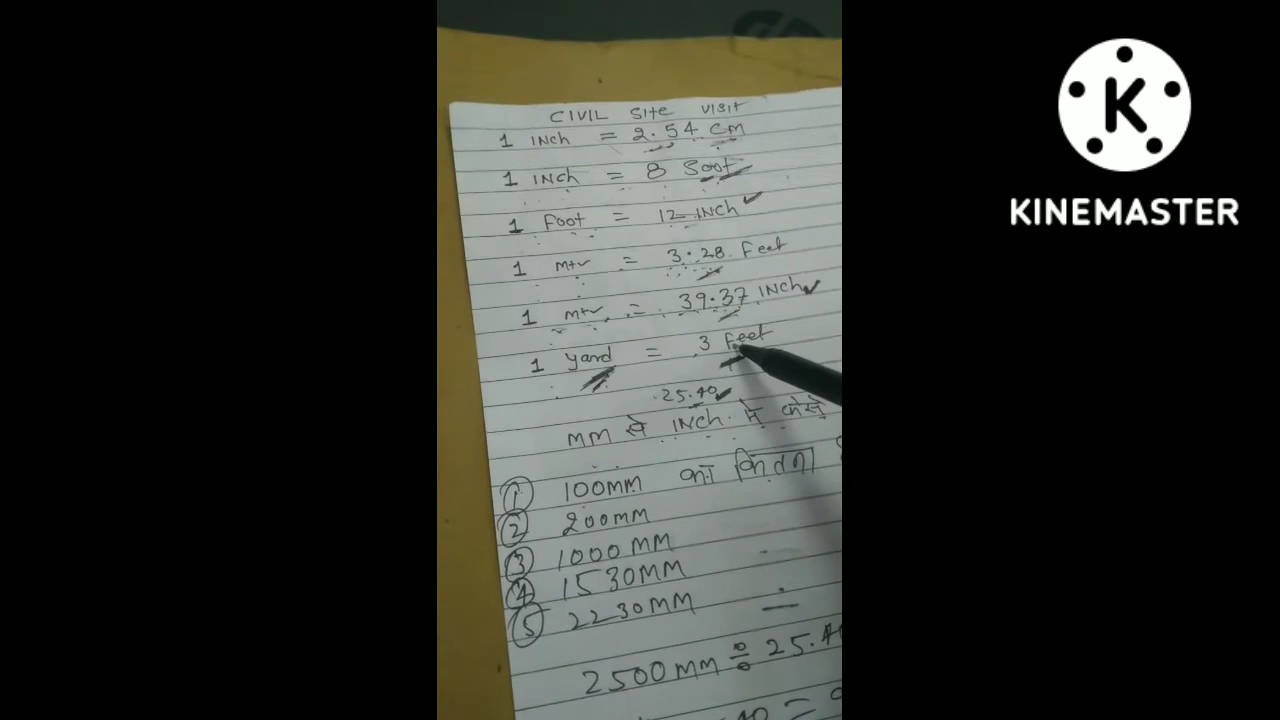 CIVIL Site VISIT
1 INCh = 2.54 cm
1 INCh = 8 Soot
1 Foot = 12 INCh
1 mtr = 3.28 Feet
1 mtr = 39.37 INCh
1 yard = 3 Feet
25.40
MM से INCh में कैसे
① 100MM का कितना
② 200MM
③ 1000MM
④ 1530MM
⑤ 2230MM
2500MM ÷ 25.40
K
KINEMASTER